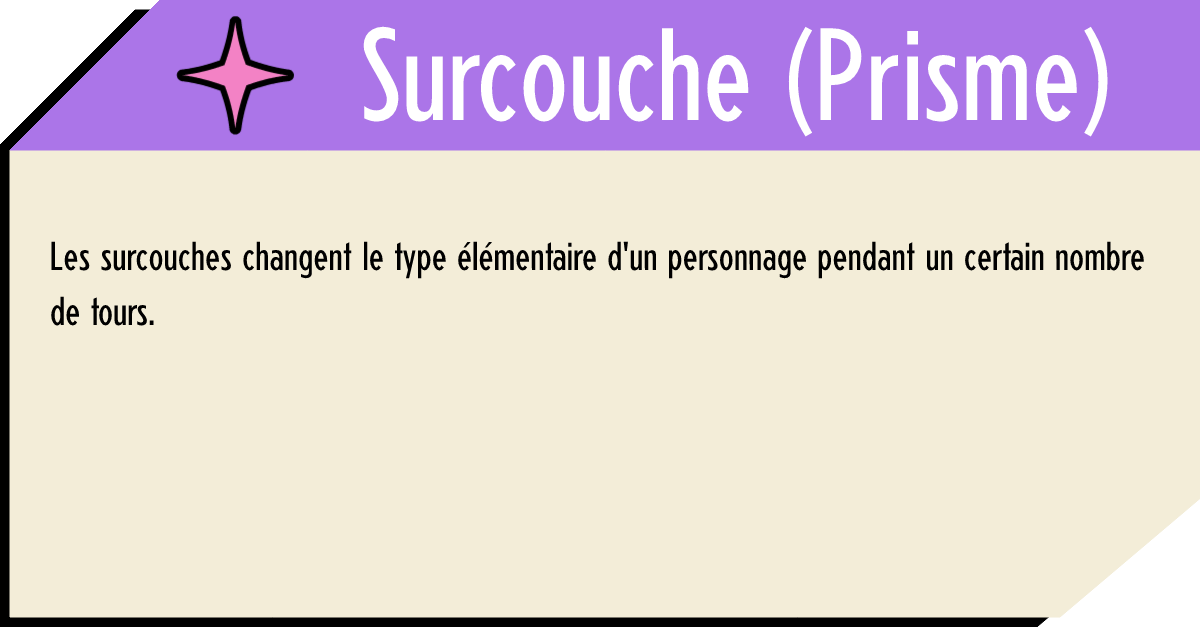 Surcouche (Prisme)
Les surcouches changent le type élémentaire d'un personnage pendant un certain nombre
de tours.